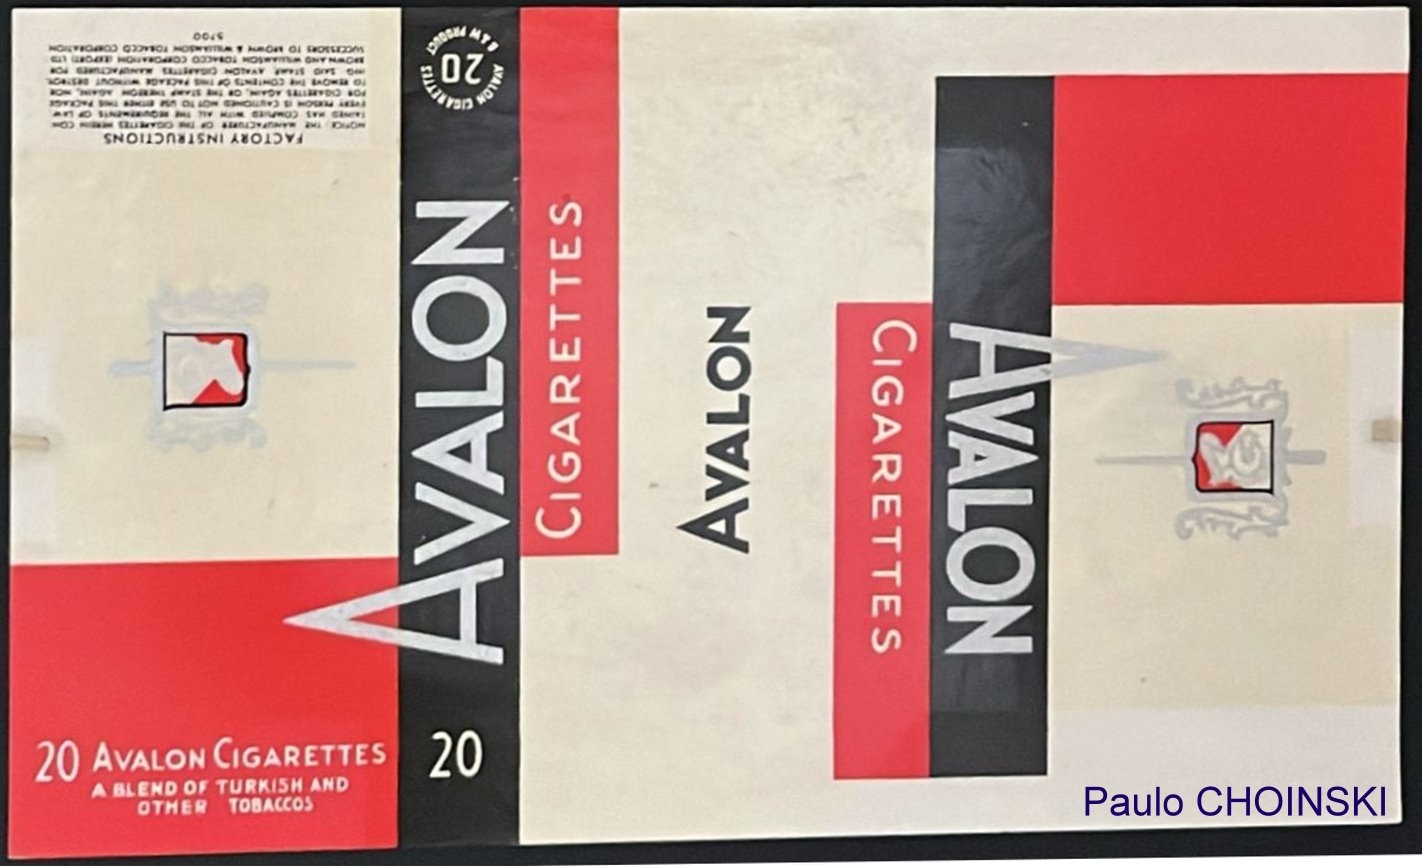 FACTORY INSTRUCTIONS
NOTICE: THE MANUFACTURER OF THE CIGARETTES HEREIN CON-
TAINED HAS COMPLIED WITH ALL THE REQUIREMENTS OF LAW.
EVERY PERSON IS CAUTIONED NOT TO USE EITHER THIS PACKAGE
FOR CIGARETTES AGAIN, OR THE STAMP THEREON AGAIN, NOR
TO REMOVE THE CONTENTS OF THIS PACKAGE WITHOUT DESTROY-
ING SAID STAMP. AVALON CIGARETTES MANUFACTURED FOR
BROWN AND WILLIAMSON TOBACCO CORPORATION (EXPORT) LTD
SUCCESSORS TO BROWN & WILLIAMSON TOBACCO CORPORATION
5700
AVALON CIGARETTES
20
B & W PRODUCT
AVALON
CIGARETTES
AVALON
CIGARETTES
AVALON
20 AVALON CIGARETTES
A BLEND OF TURKISH AND
OTHER TOBACCOS
20
Paulo CHOINSKI